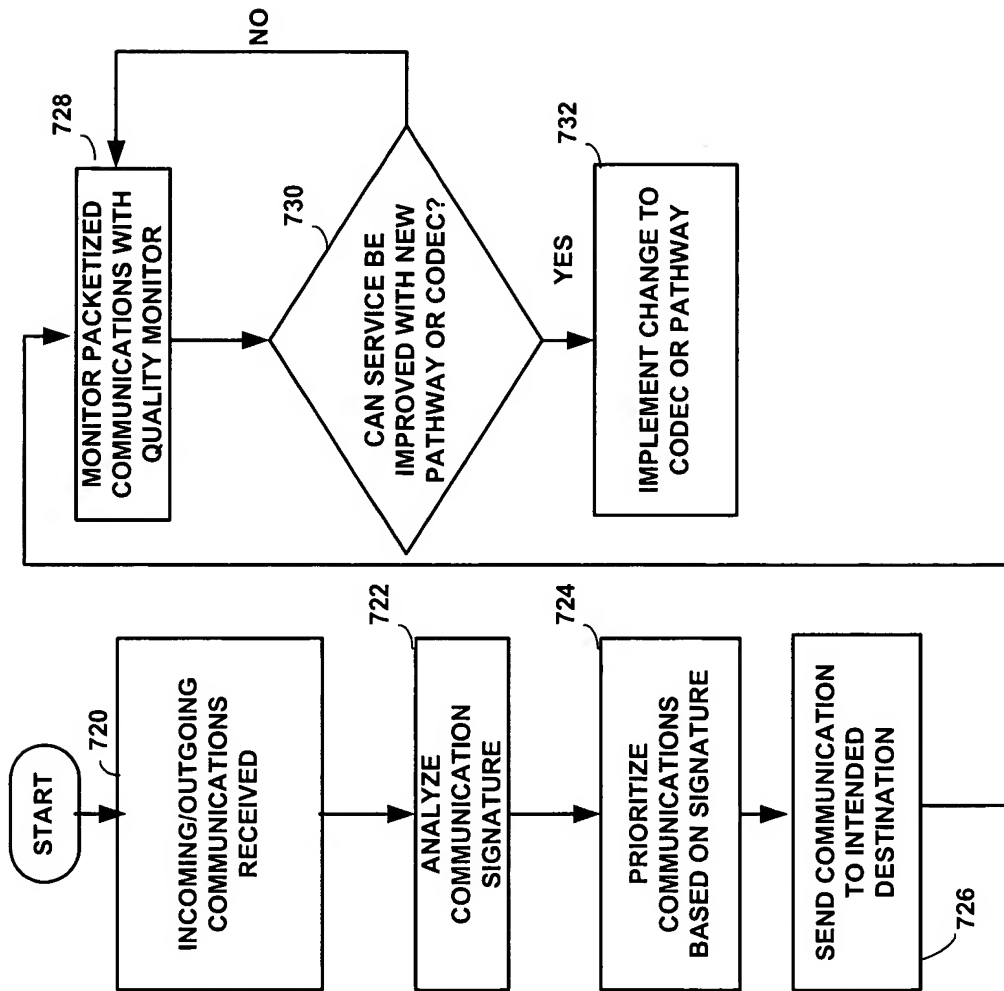 START
720
INCOMING/OUTGOING
COMMUNICATIONS
RECEIVED
722
ANALYZE
COMMUNICATION
SIGNATURE
724
PRIORITIZE
COMMUNICATIONS
BASED ON SIGNATURE
SEND COMMUNICATION
TO INTENDED
DESTINATION
726
728
MONITOR PACKETIZED
COMMUNICATIONS WITH
QUALITY MONITOR
NO
730
CAN SERVICE BE
IMPROVED WITH NEW
PATHWAY OR CODEC?
YES
732
IMPLEMENT CHANGE TO
CODEC OR PATHWAY